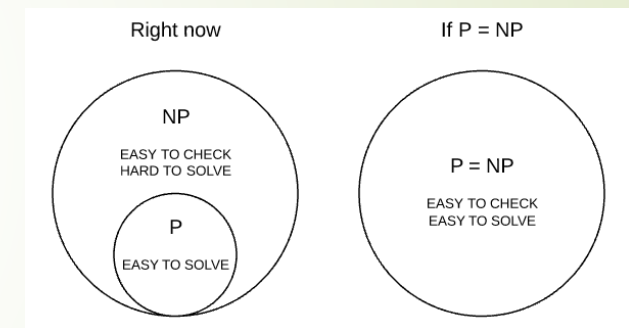 Right now
NP
EASY TO CHECK
HARD TO SOLVE
P
EASY TO SOLVE
If P = NP
P = NP
EASY TO CHECK
EASY TO SOLVE